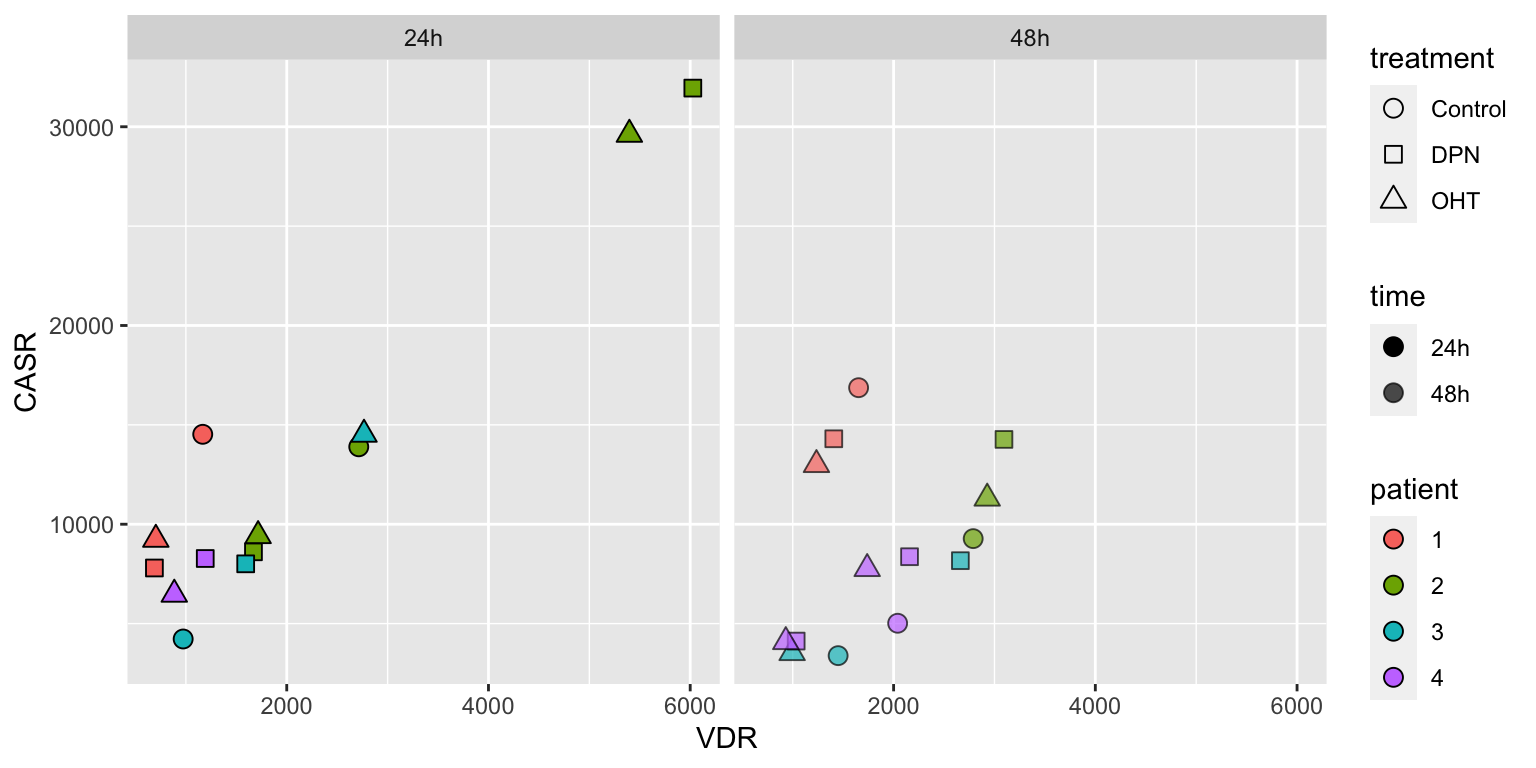 24h
48h
CASR
30000
20000
10000
2000
4000
6000
2000
4000
6000
VDR
treatment
Control
DPN
OHT
time
24h
48h
patient
1
2
3
4